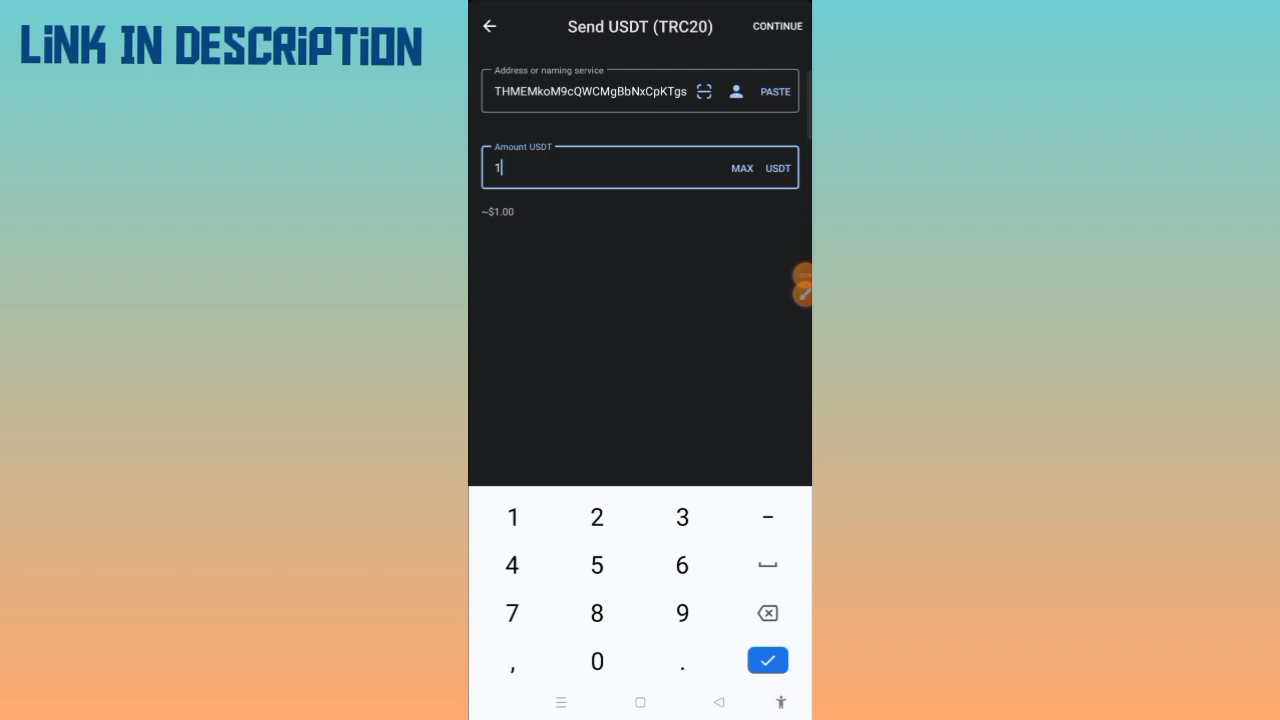 LINK IN DESCRIPTION
Send USDT (TRC20)
CONTINUE
Address or naming service
THMEMkoM9cQWCMgBbNxCpKTgs
PASTE
Amount USDT
1
MAX USDT
~$1.00
1 2 3 -
4 5 6
7 8 9
, 0 .